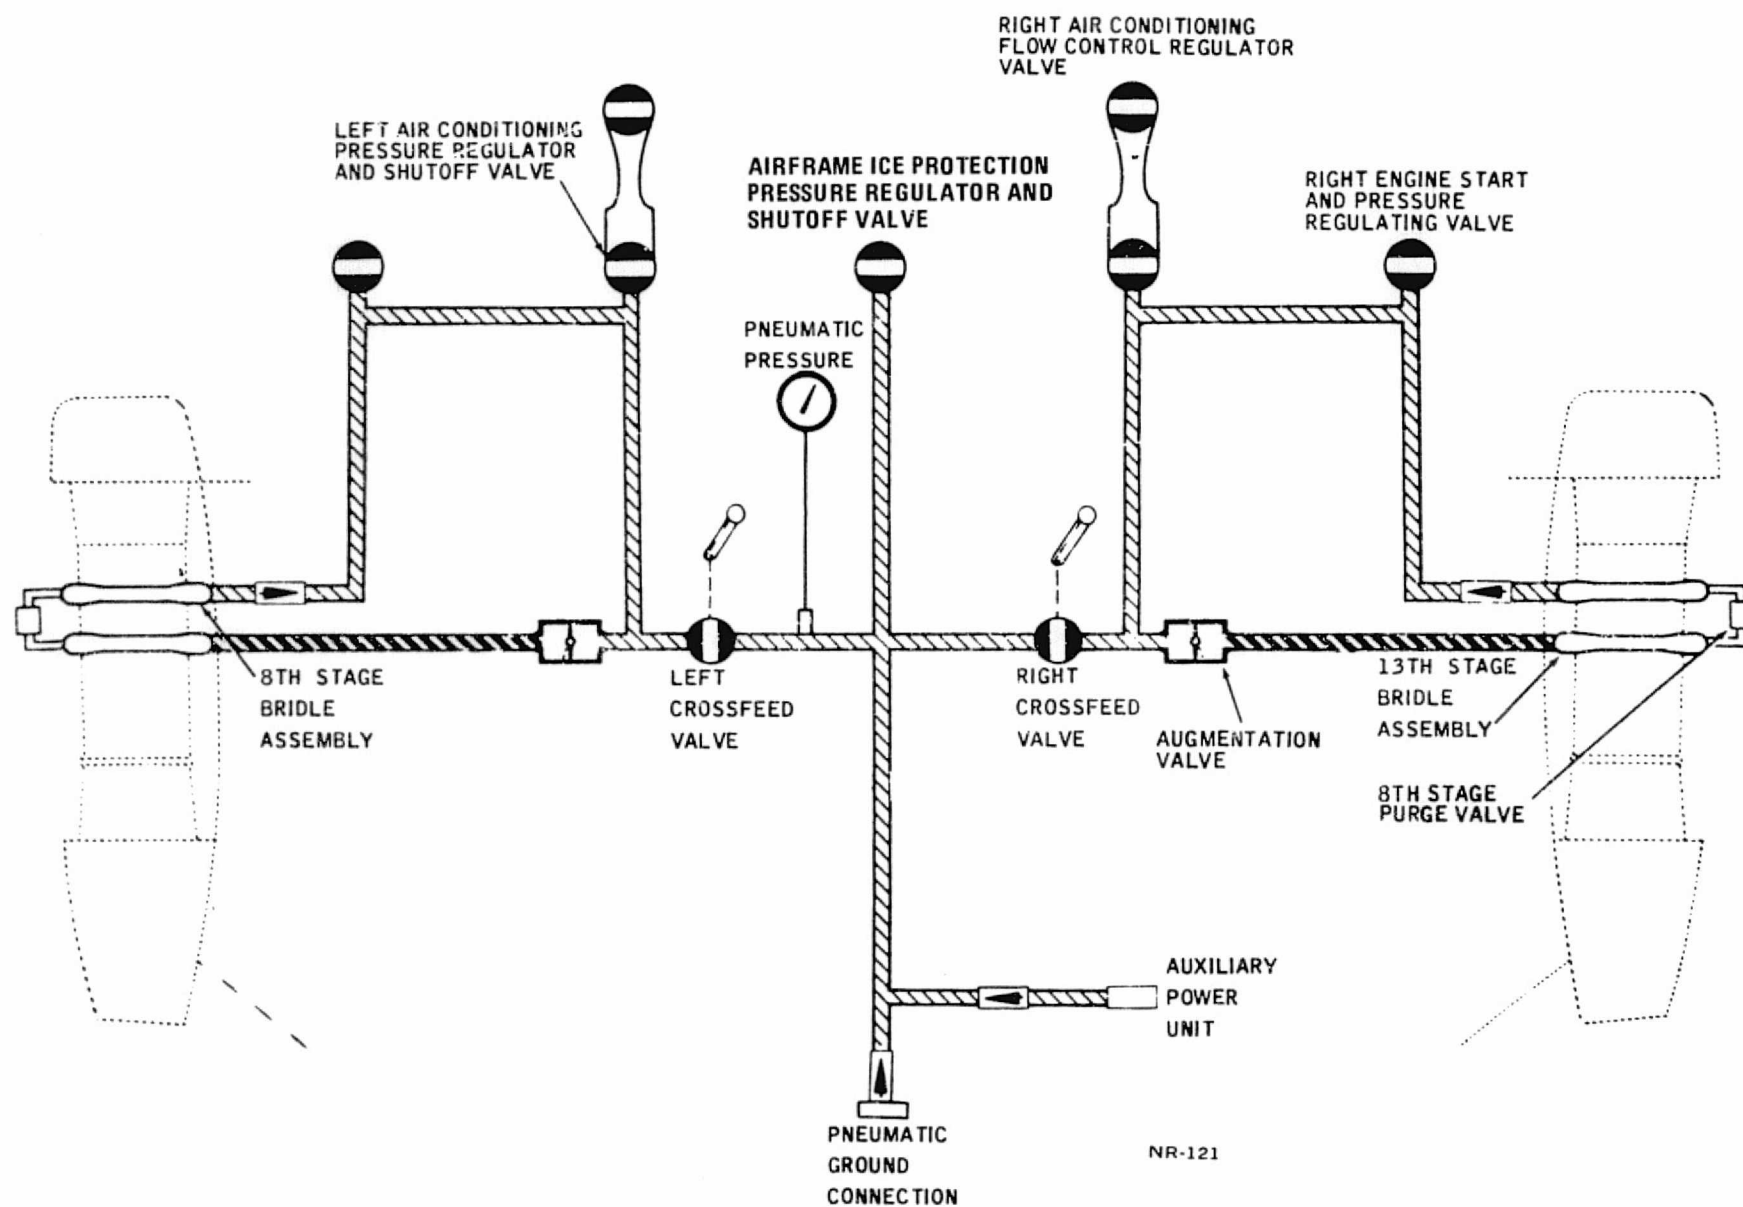 RIGHT AIR CONDITIONING
FLOW CONTROL REGULATOR
VALVE
LEFT AIR CONDITIONING
PRESSURE REGULATOR
AND SHUTOFF VALVE
AIRFRAME ICE PROTECTION
PRESSURE REGULATOR AND
SHUTOFF VALVE
RIGHT ENGINE START
AND PRESSURE
REGULATING VALVE
PNEUMATIC
PRESSURE
8TH STAGE
BRIDLE
ASSEMBLY
LEFT
CROSSFEED
VALVE
RIGHT
CROSSFEED
VALVE
AUGMENTATION
VALVE
13TH STAGE
BRIDLE
ASSEMBLY
8TH STAGE
PURGE VALVE
AUXILIARY
POWER
UNIT
PNEUMATIC
GROUND
CONNECTION
NR-121